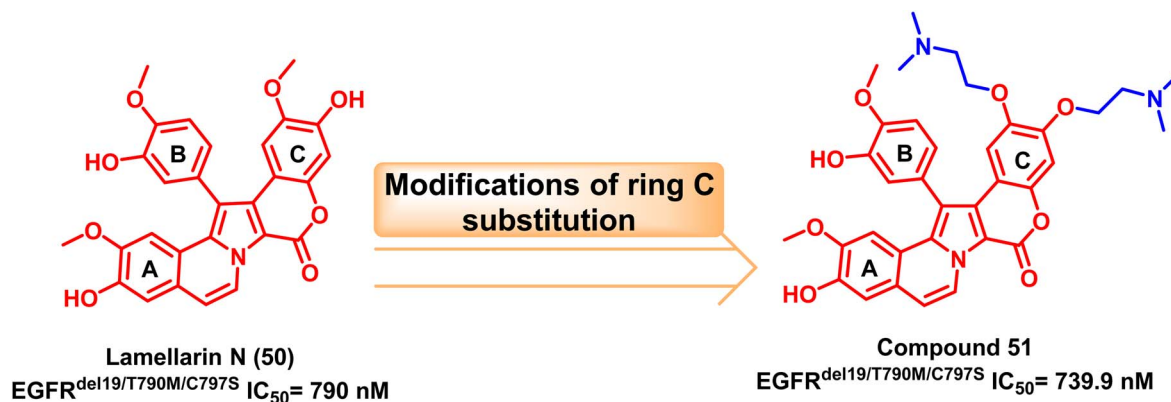 O
OH
O
O
HO
B
C
O
O
N
O
A
HO
Modifications of ring C
substitution
N
N
O
O
O
HO
B
C
O
O
N
O
A
HO
Lamellarin N (50)
EGFRdel19/T790M/C797S IC50= 790 nM
Compound 51
EGFRdel19/T790M/C797S IC50= 739.9 nM